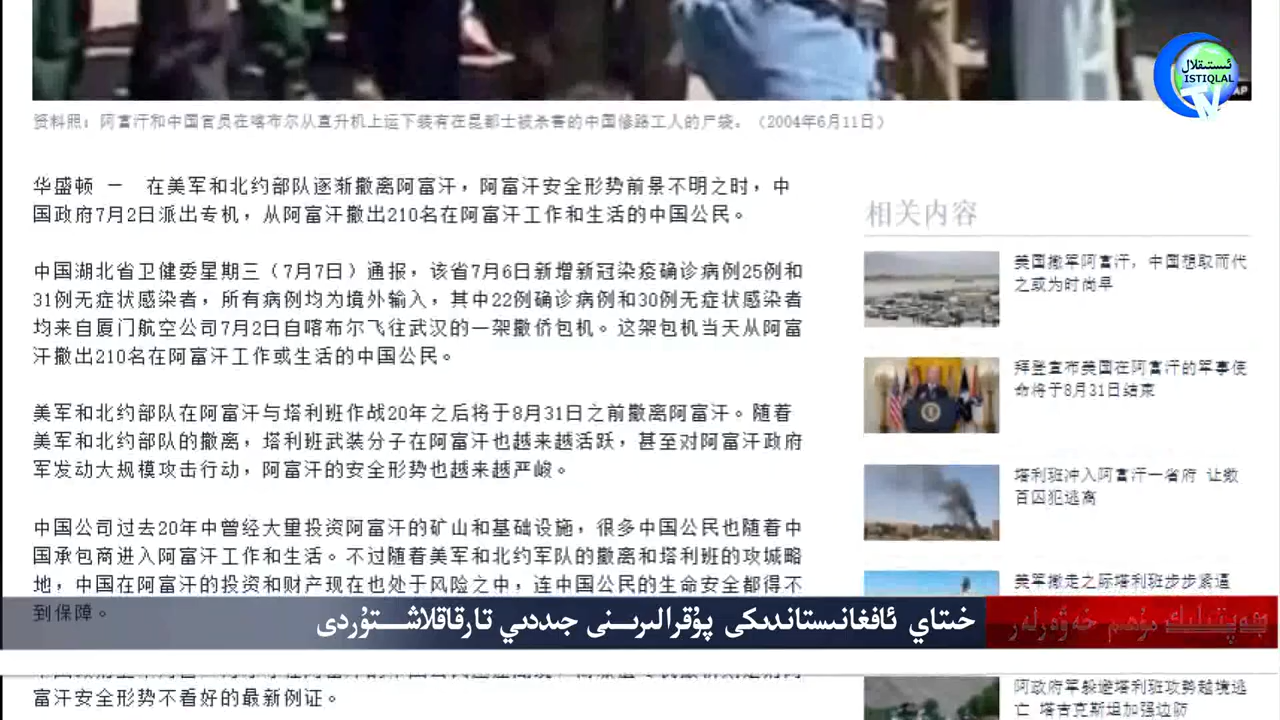 ئىستىقلال
ISTIQLAL
TV
AP
资料照：阿富汗和中国官员在喀布尔从直升机上运下装有在昆都士被杀害的中国修路工人的尸袋。（2004年6月11日）
华盛顿 — 在美军和北约部队逐渐撤离阿富汗，阿富汗安全形势前景不明之时，中
国政府7月2日派出专机，从阿富汗撤出210名在阿富汗工作和生活的中国公民。
中国湖北省卫健委星期三（7月7日）通报，该省7月6日新增新冠染疫确诊病例25例和
31例无症状感染者，所有病例均为境外输入，其中22例确诊病例和30例无症状感染者
均来自厦门航空公司7月2日自喀布尔飞往武汉的一架撤侨包机。这架包机当天从阿富
汗撤出210名在阿富汗工作或生活的中国公民。
美军和北约部队在阿富汗与塔利班作战20年之后将于8月31日之前撤离阿富汗。随着
美军和北约部队的撤离，塔利班武装分子在阿富汗也越来越活跃，甚至对阿富汗政府
军发动大规模攻击行动，阿富汗的安全形势也越来越严峻。
中国公司过去20年中曾经大量投资阿富汗的矿山和基础设施，很多中国公民也随着中
国承包商进入阿富汗工作和生活。不过随着美军和北约军队的撤离和塔利班的攻城略
地，中国在阿富汗的投资和财产现在也处于风险之中，连中国公民的生命安全都得不
到保障。
富汗安全形势不看好的最新例证。
相关内容
美国撤军阿富汗，中国想取而代
之或为时尚早
拜登宣布美国在阿富汗的军事使
命将于8月31日结束
塔利班冲入阿富汗一省府 让数
百囚犯逃离
美军撤走之际塔利班步步紧逼
阿政府军躲避塔利班攻势越境逃
亡 塔吉克斯坦加强边防
ھەپتىلىك مۇھىم خەۋەرلەر
خىتاي ئافغانىستاندىكى پۇقرالىرىنى جىددىي تارقاقلاشتۇردى